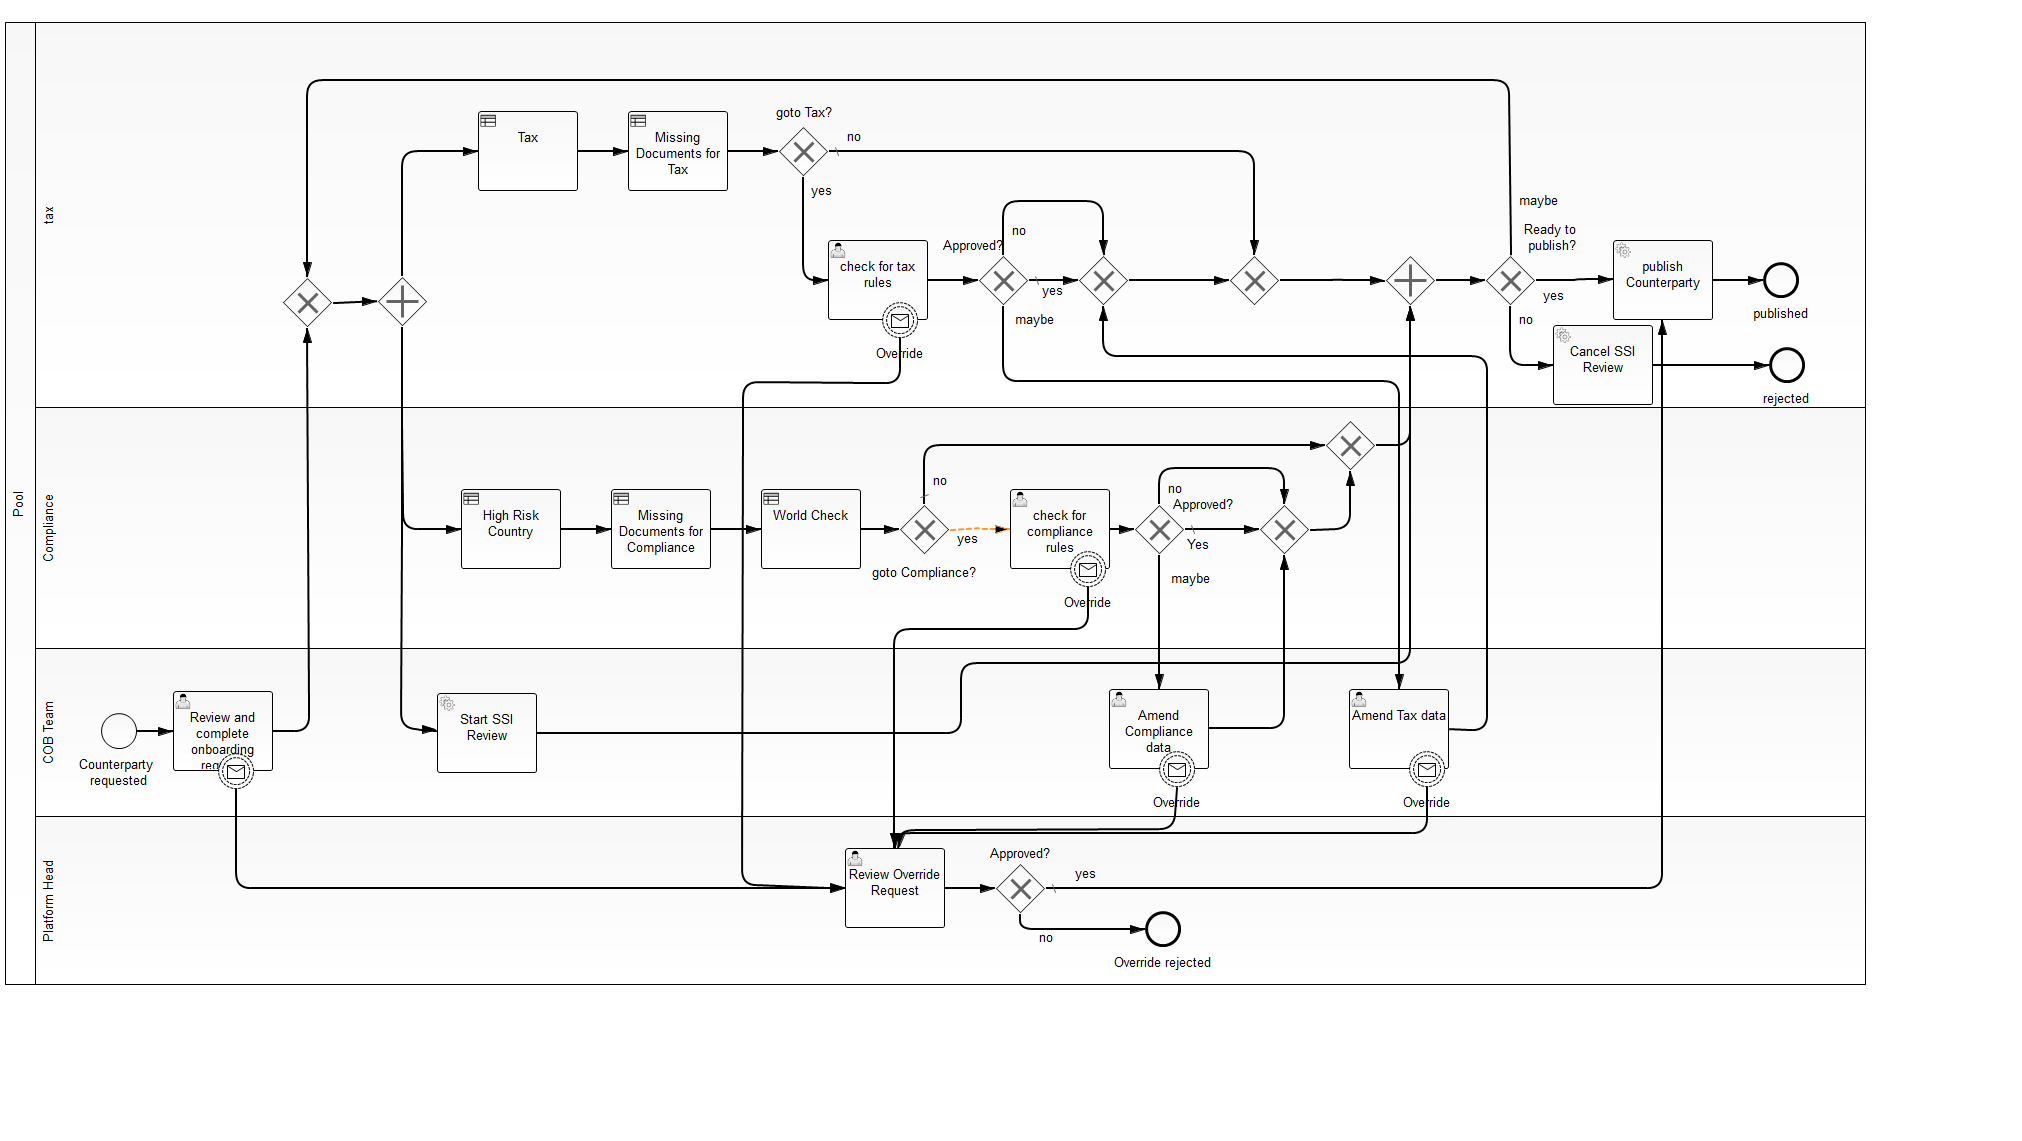 Pool
tax
goto Tax?
no
Tax
Missing
Documents for
Tax
yes
maybe
Ready to
publish?
no
Approved?
check for tax
rules
yes
maybe
Override
publish
Counterparty
yes
published
no
Cancel SSI
Review
rejected
Compliance
no
High Risk
Country
Missing
Documents for
Compliance
World Check
yes
goto Compliance?
check for
compliance
rules
no
Approved?
Yes
maybe
Override
COB Team
Counterparty
requested
Review and
complete
onboarding
Start SSI
Review
Amend
Compliance
data
Override
Amend Tax data
Override
Platform Head
Review Override
Request
Approved?
yes
no
Override rejected